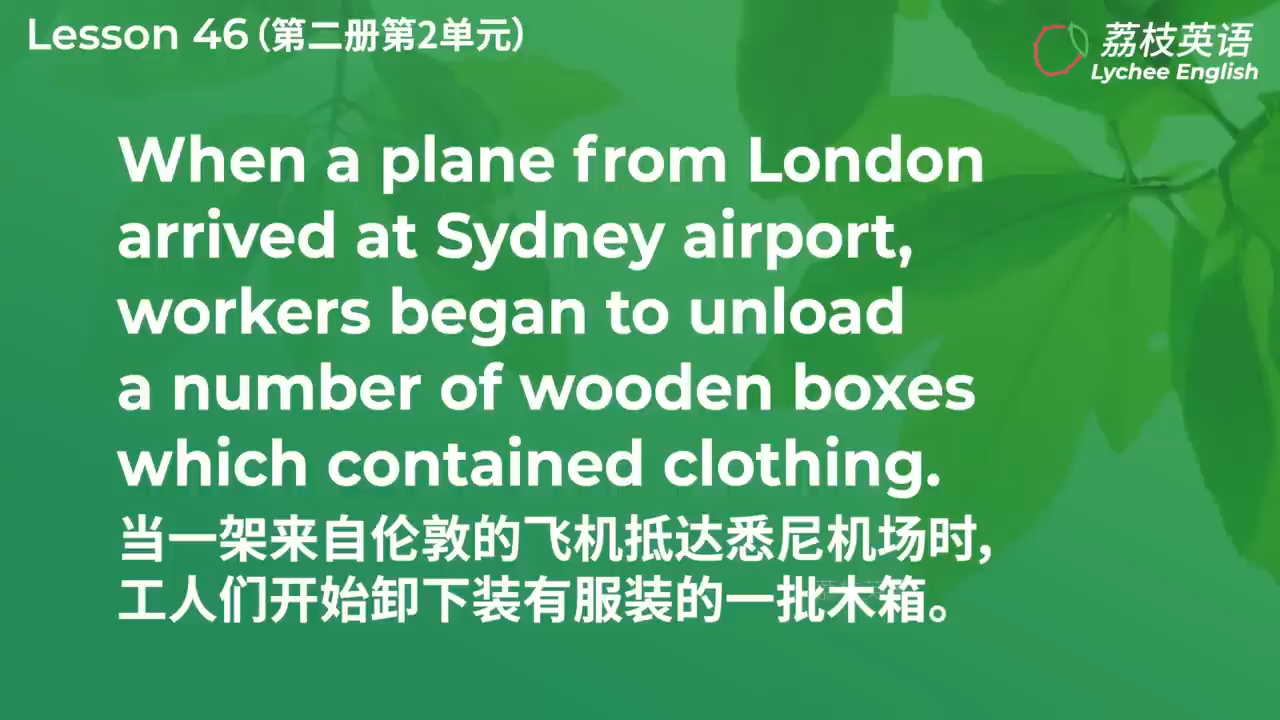 Lesson 46（第二册第2单元）
荔枝英语
Lychee English
When a plane from London
arrived at Sydney airport,
workers began to unload
a number of wooden boxes
which contained clothing.
当一架来自伦敦的飞机抵达悉尼机场时,
工人们开始卸下装有服装的一批木箱。